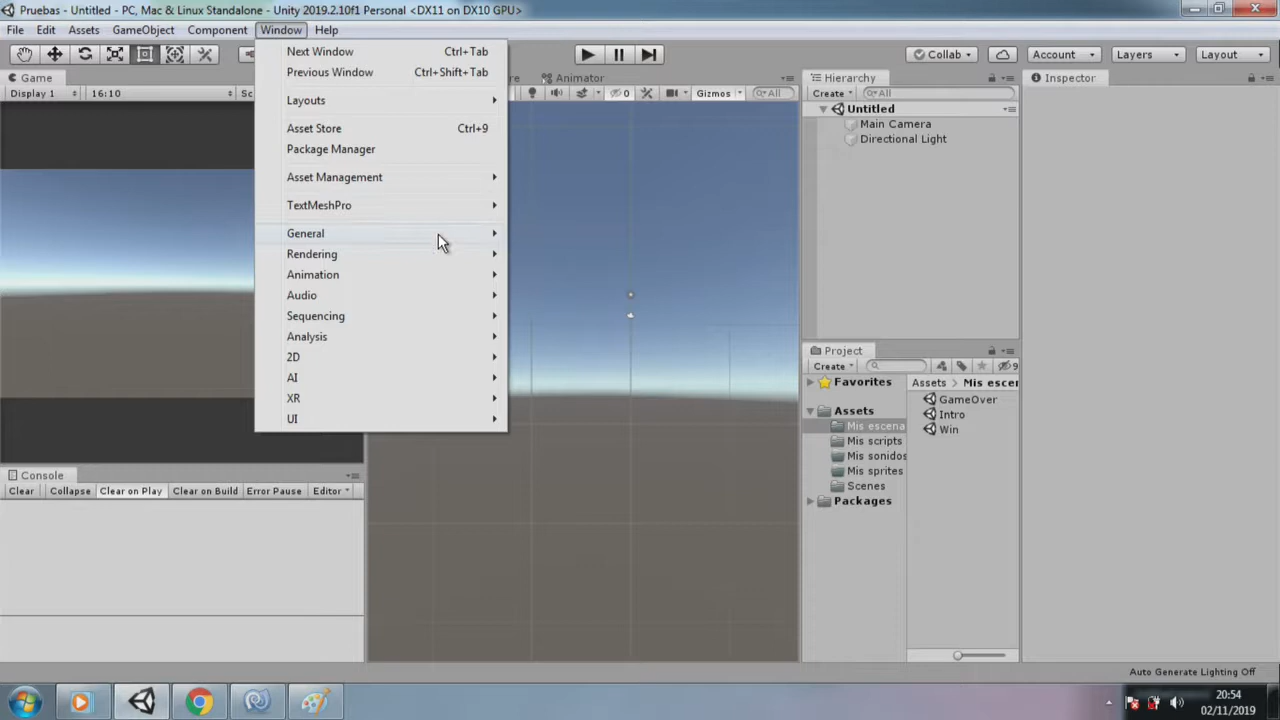 Pruebas - Untitled - PC, Mac & Linux Standalone - Unity 2019.2.10f1 Personal <DX11 on DX10 GPU>
File Edit Assets GameObject Component Window Help
Collab Account Layers Layout
Game
Display 1 16:10 Sc
Next Window Ctrl+Tab
Previous Window Ctrl+Shift+Tab
Layouts
Asset Store Ctrl+9
Package Manager
Asset Management
TextMeshPro
General
Rendering
Animation
Audio
Sequencing
Analysis
2D
AI
XR
UI
re Animator
0 Gizmos All
Hierarchy
Create All
Untitled
Main Camera
Directional Light
Inspector
Project
Create 9
Favorites
Assets
Mis escena
Mis scripts
Mis sonidos
Mis sprites
Scenes
Packages
Assets > Mis escer
GameOver
Intro
Win
Console
Clear Collapse Clear on Play Clear on Build Error Pause Editor
Auto Generate Lighting Off
20:54
02/11/2019